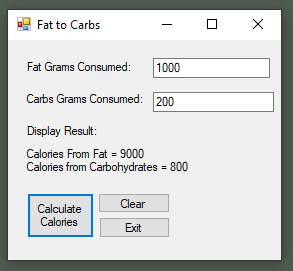 Fat to Carbs
Fat Grams Consumed: 1000
Carbs Grams Consumed: 200
Display Result:
Calories From Fat = 9000
Calories from Carbohydrates = 800
Calculate
Calories
Clear
Exit